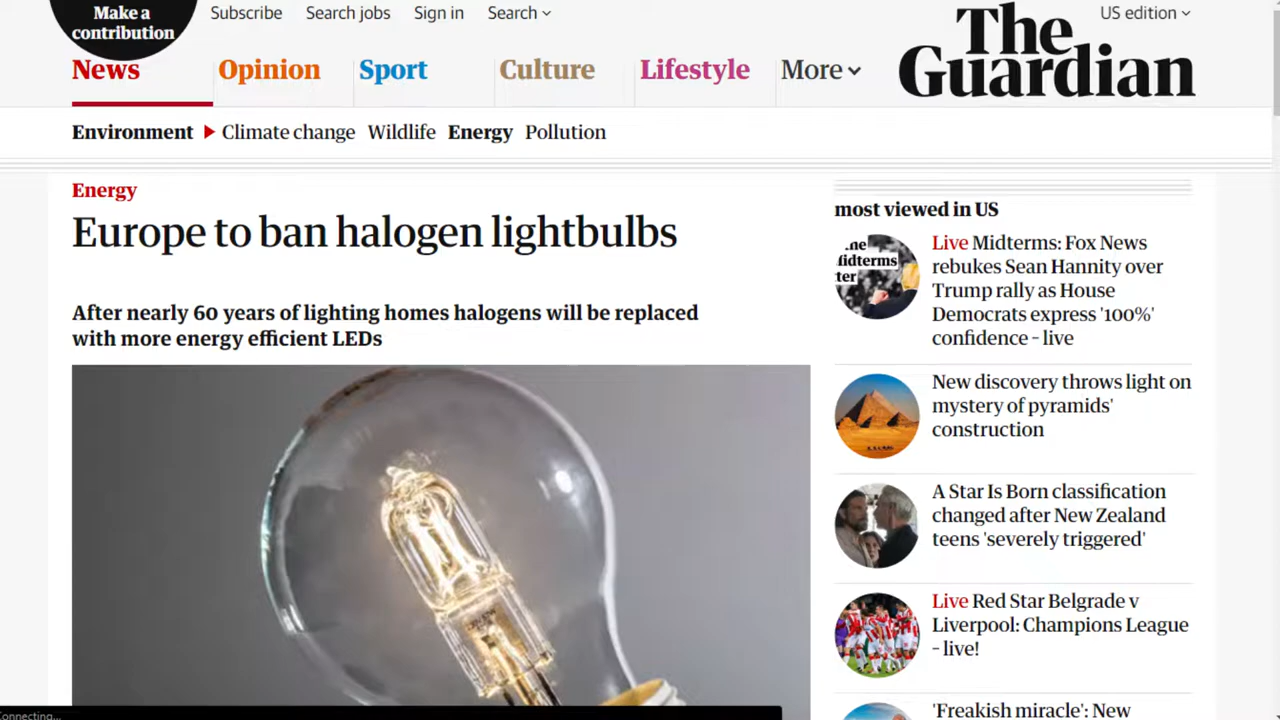 Make a
contribution
Subscribe
Search jobs
Sign in
Search
US edition
News
Opinion
Sport
Culture
Lifestyle
More
The
Guardian
Environment
Climate change
Wildlife
Energy
Pollution
Energy
Europe to ban halogen lightbulbs
After nearly 60 years of lighting homes halogens will be replaced
with more energy efficient LEDs
most viewed in US
Live Midterms: Fox News
rebukes Sean Hannity over
Trump rally as House
Democrats express '100%'
confidence – live
New discovery throws light on
mystery of pyramids'
construction
A Star Is Born classification
changed after New Zealand
teens 'severely triggered'
Live Red Star Belgrade v
Liverpool: Champions League
– live!
'Freakish miracle': New
Connecting...